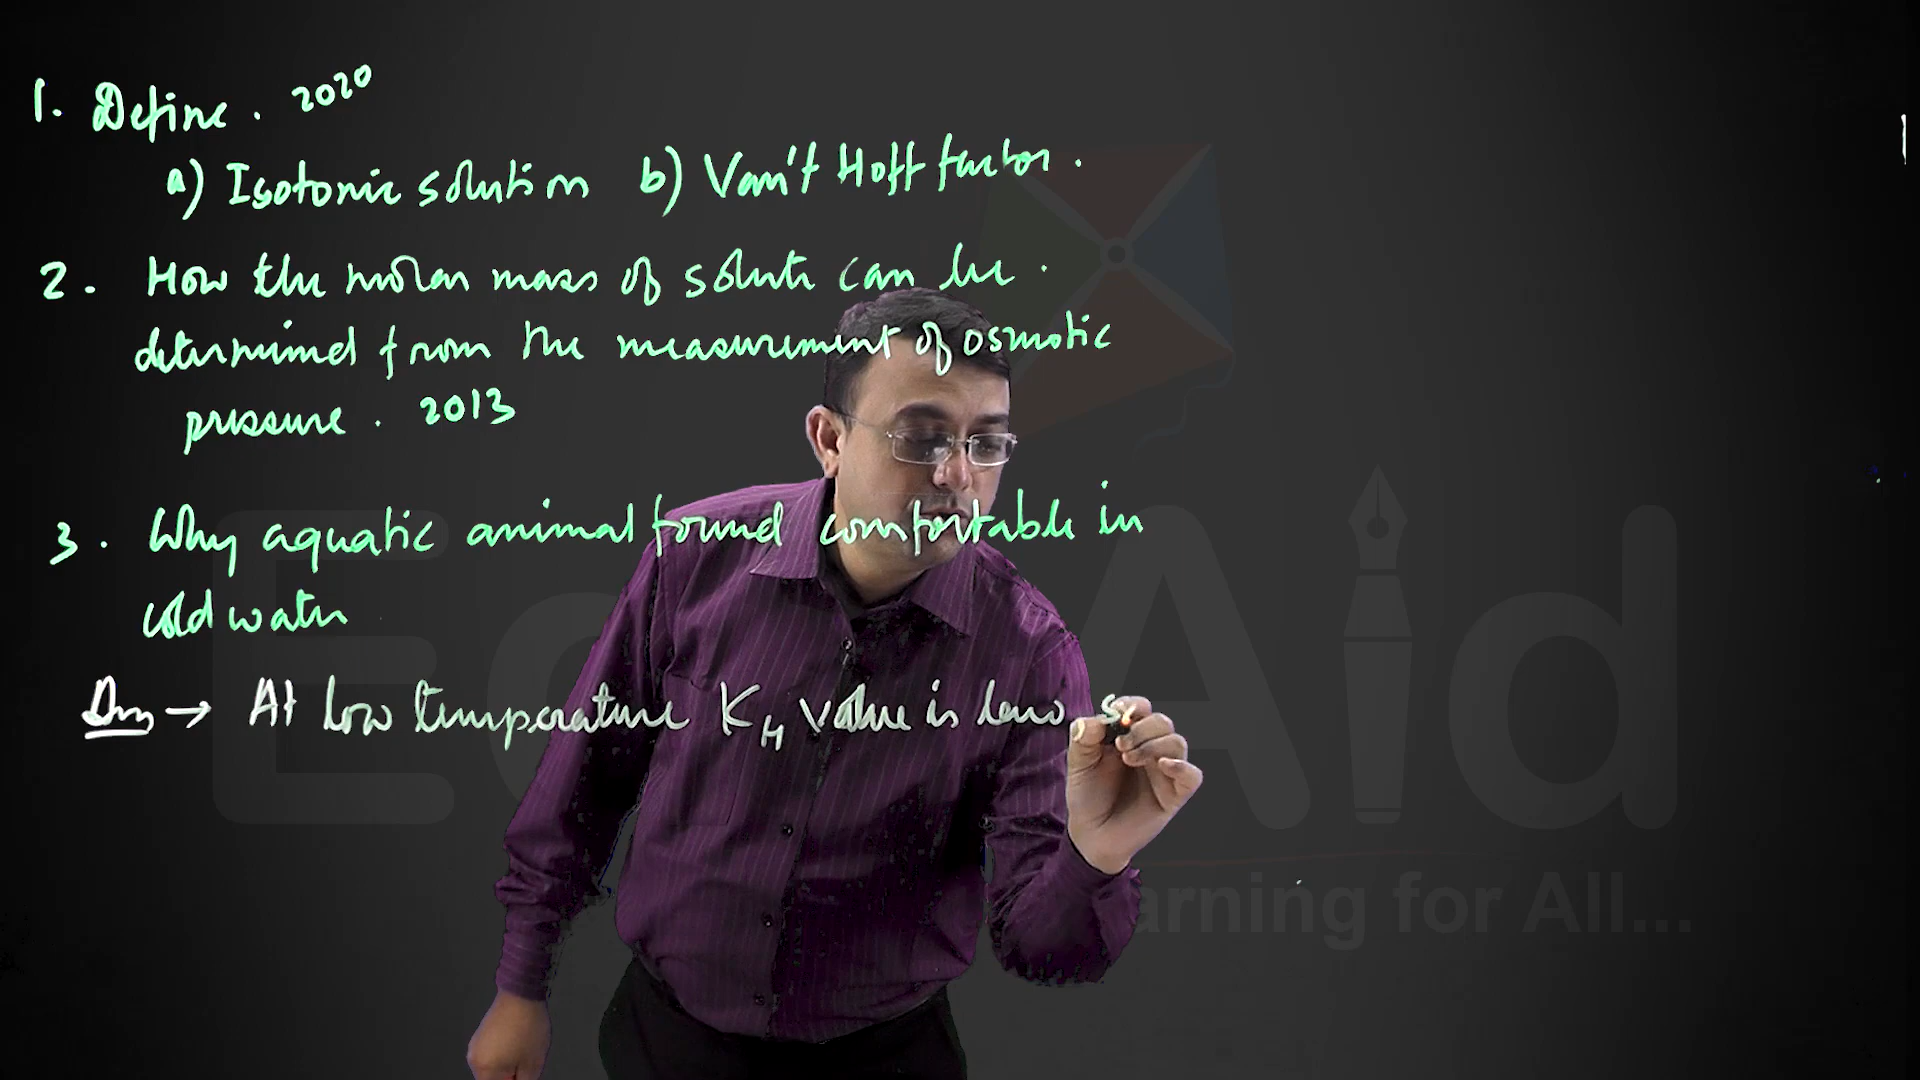 1. Define. 2020
a) Isotonic solution b) Van't Hoff factor.
2. How the molar mass of solute can be.
determined from the measurement of osmotic
pressure. 2013
3. Why aquatic animal found comfortable in
cold water
Ans → At low temperature KH value is less
Aid
arning for All...